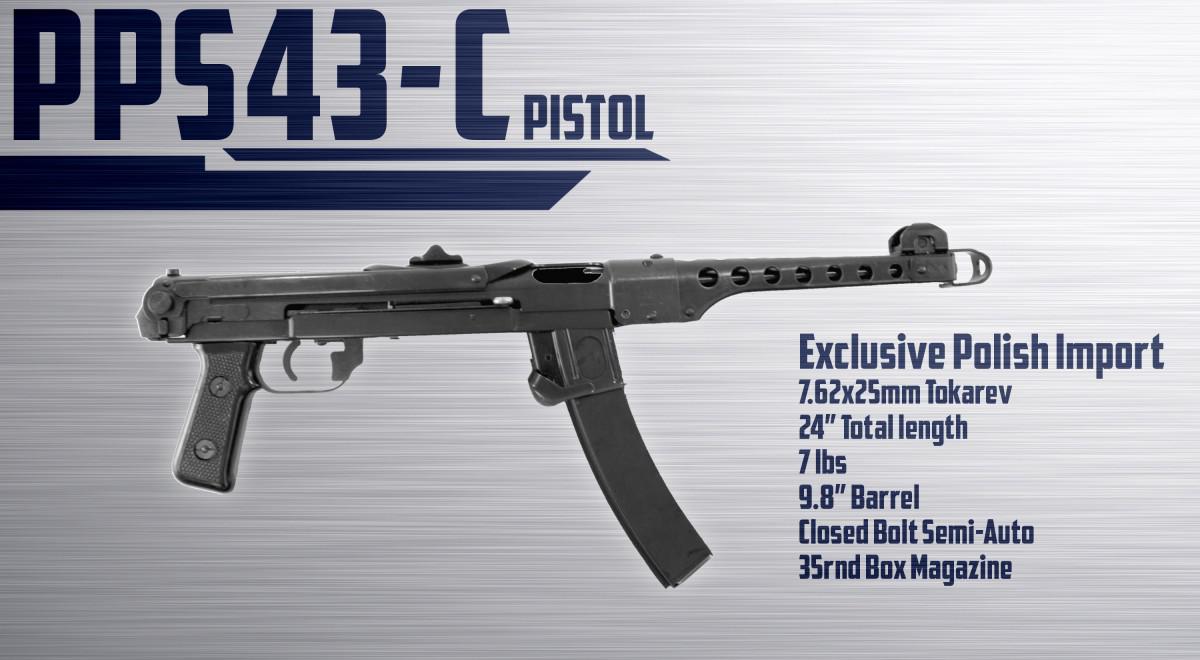 PPS43-C PISTOL
Exclusive Polish Import
7.62x25mm Tokarev
24" Total length
7 lbs
9.8" Barrel
Closed Bolt Semi-Auto
35rnd Box Magazine